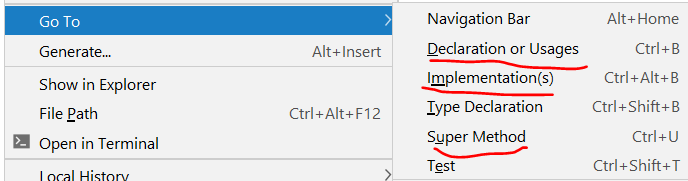 Go To
Generate... Alt+Insert
Show in Explorer
File Path Ctrl+Alt+F12
Open in Terminal
Local History
Navigation Bar Alt+Home
Declaration or Usages Ctrl+B
Implementation(s) Ctrl+Alt+B
Type Declaration Ctrl+Shift+B
Super Method Ctrl+U
Test Ctrl+Shift+T